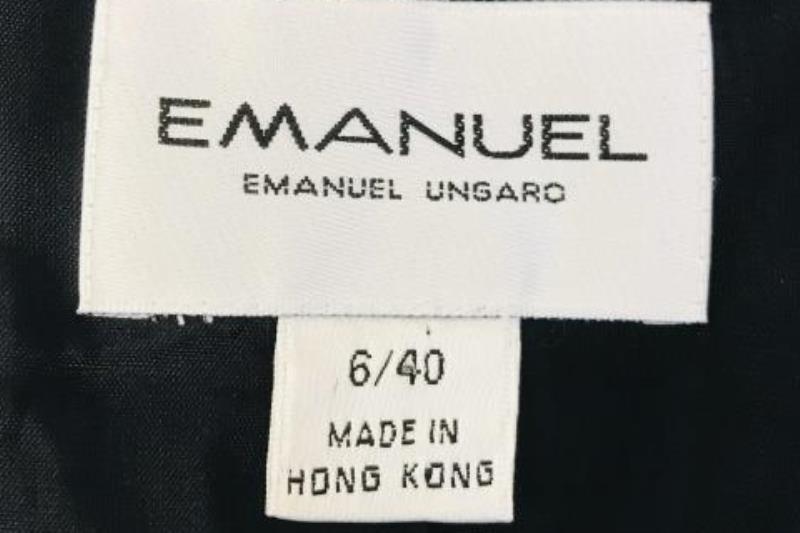 EMANUEL
EMANUEL UNGARO
6/40
MADE IN
HONG KONG